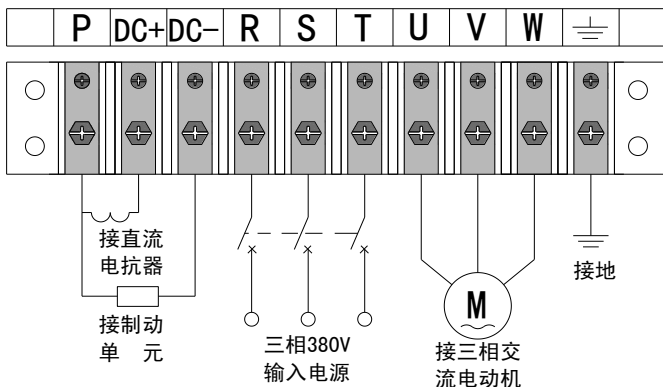 P DC+ DC- R S T U V W
接直流
电抗器
接制动
单 元
三相380V
输入电源
M
接三相交
流电动机
接地